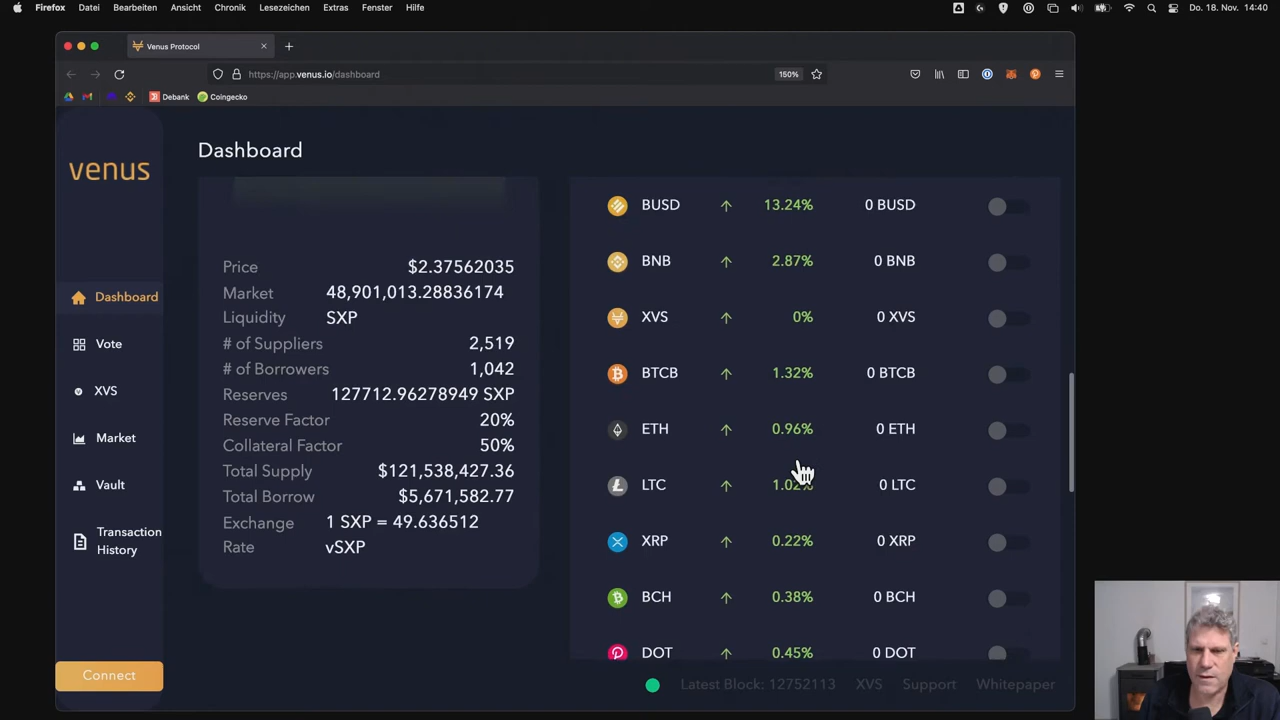 Firefox Datei Bearbeiten Ansicht Chronik Lesezeichen Extras Fenster Hilfe Do. 18. Nov. 14:40
Venus Protocol
https://app.venus.io/dashboard 150%
Debank Coingecko
venus
Dashboard
Vote
XVS
Market
Vault
Transaction
History
Connect
Dashboard
Price $2.37562035
Market 48,901,013.28836174
Liquidity SXP
# of Suppliers 2,519
# of Borrowers 1,042
Reserves 127712.96278949 SXP
Reserve Factor 20%
Collateral Factor 50%
Total Supply $121,538,427.36
Total Borrow $5,671,582.77
Exchange 1 SXP = 49.636512
Rate vSXP
BUSD 13.24% 0 BUSD
BNB 2.87% 0 BNB
XVS 0% 0 XVS
BTCB 1.32% 0 BTCB
ETH 0.96% 0 ETH
LTC 1.02% 0 LTC
XRP 0.22% 0 XRP
BCH 0.38% 0 BCH
DOT 0.45% 0 DOT
Latest Block: 12752113 XVS Support Whitepaper